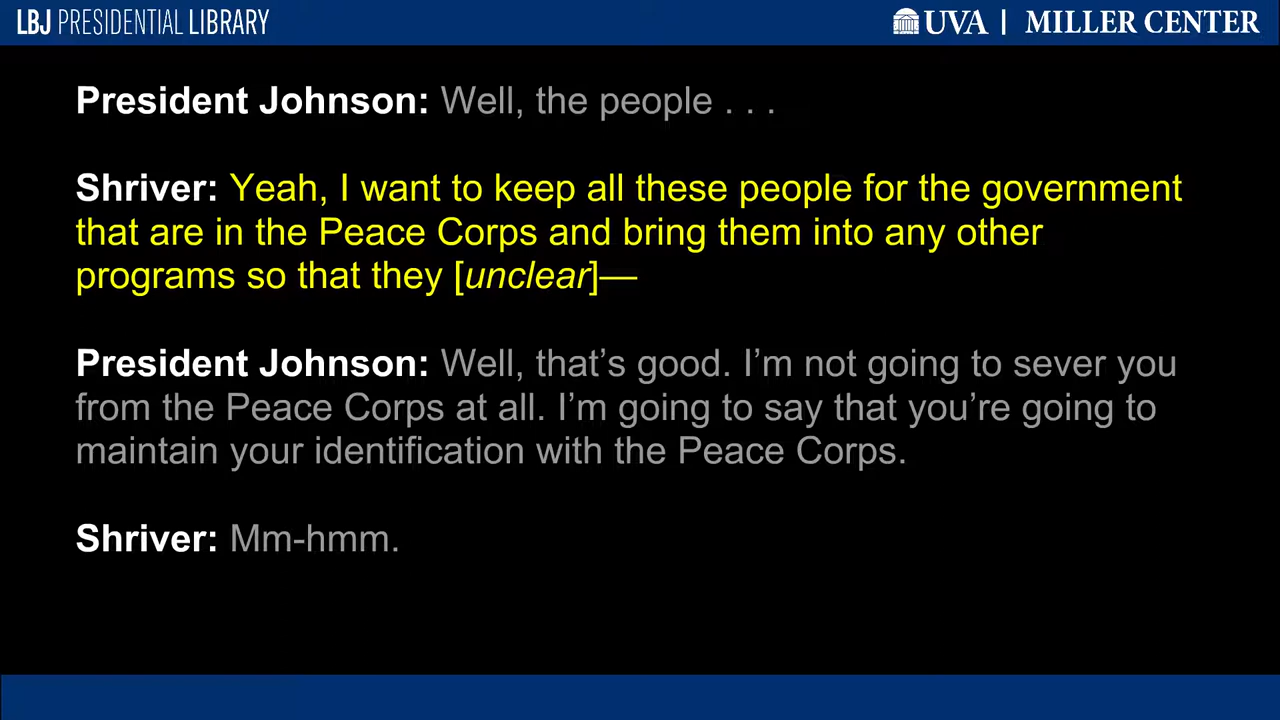 LBJ PRESIDENTIAL LIBRARY
UVA | MILLER CENTER
President Johnson: Well, the people . . .
Shriver: Yeah, I want to keep all these people for the government
that are in the Peace Corps and bring them into any other
programs so that they [unclear]—
President Johnson: Well, that’s good. I’m not going to sever you
from the Peace Corps at all. I’m going to say that you’re going to
maintain your identification with the Peace Corps.
Shriver: Mm-hmm.